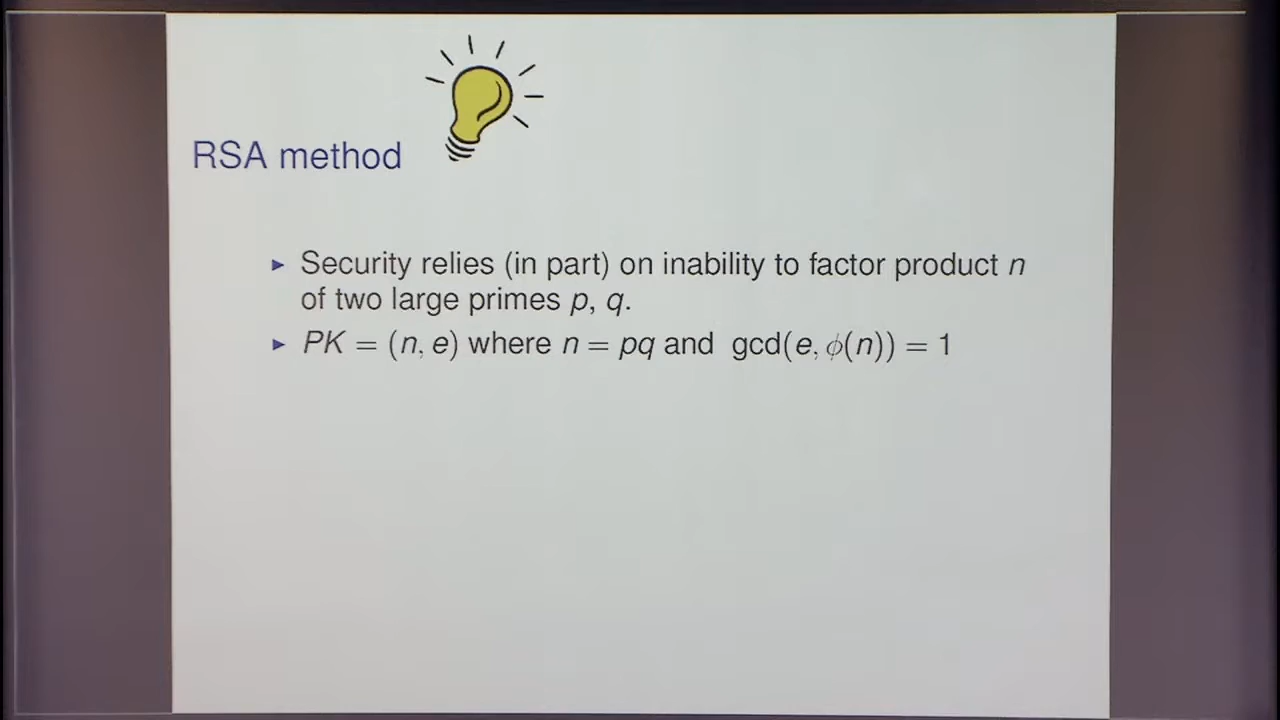 RSA method
▸ Security relies (in part) on inability to factor product n
of two large primes p, q.
▸ PK = (n, e) where n = pq and gcd(e, ϕ(n)) = 1